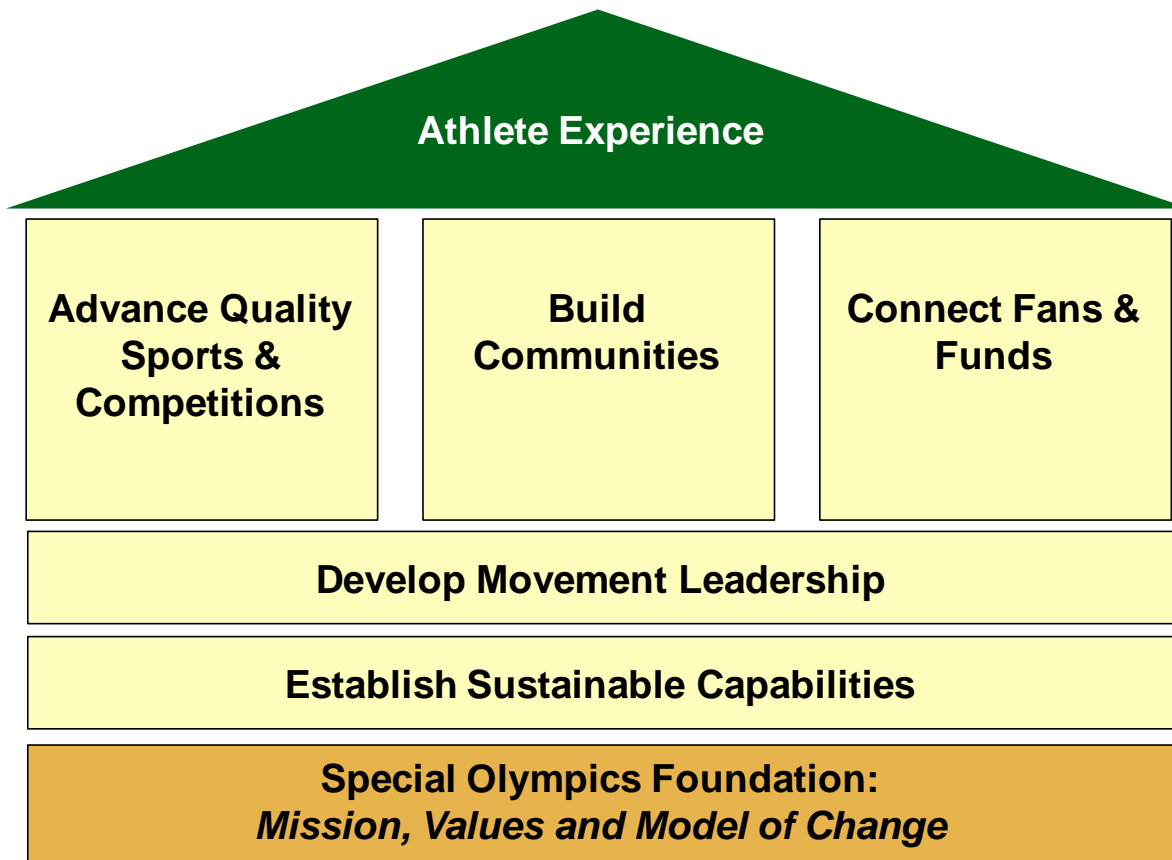 Athlete Experience
Advance Quality
Sports &
Competitions
Build
Communities
Connect Fans &
Funds
Develop Movement Leadership
Establish Sustainable Capabilities
Special Olympics Foundation:
Mission, Values and Model of Change